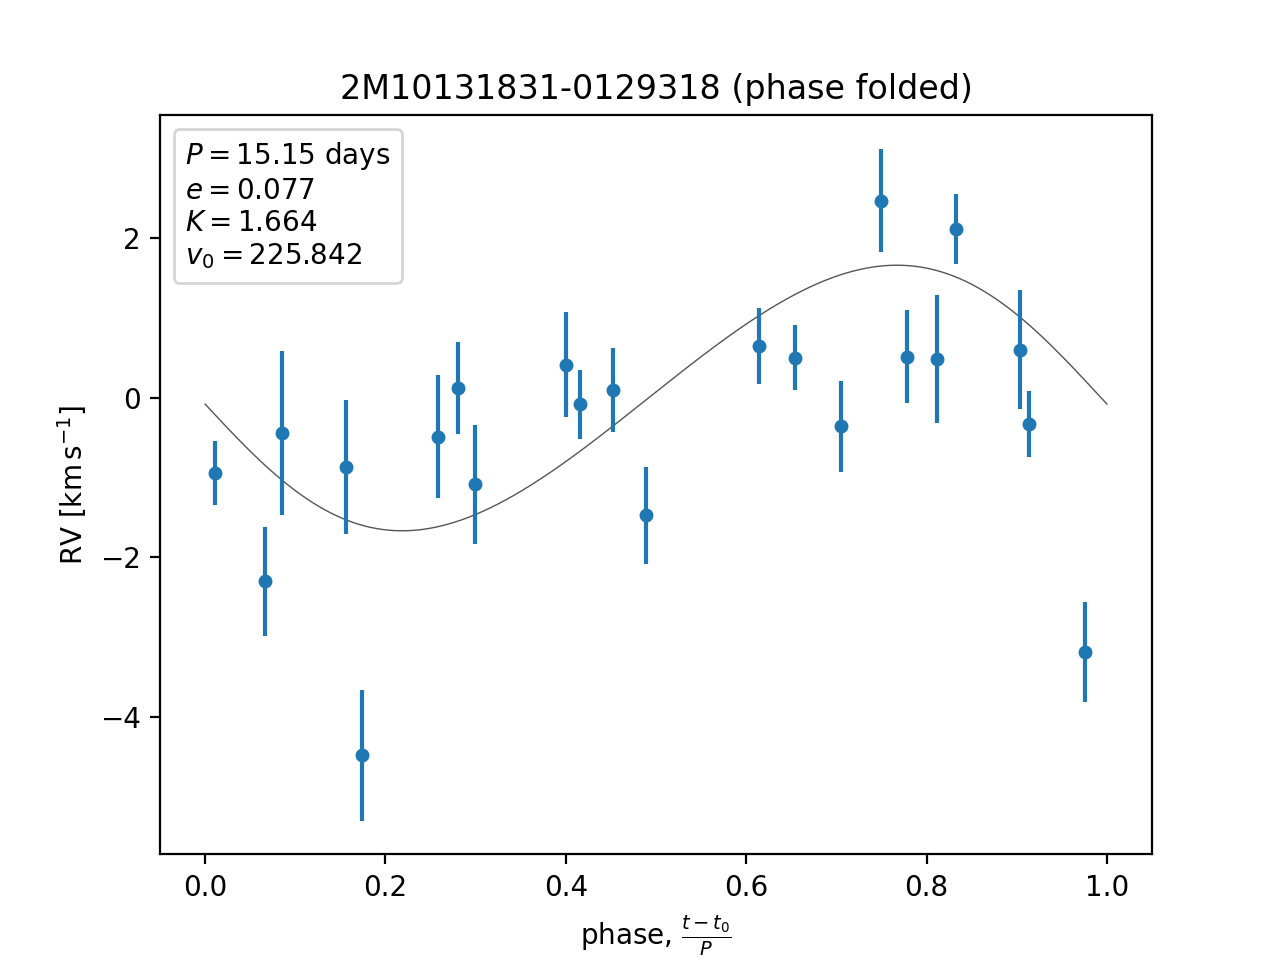 2M10131831-0129318 (phase folded)
P = 15.15 days
e = 0.077
K = 1.664
v₀ = 225.842
2
0
−2
−4
RV [km s⁻¹]
0.0 0.2 0.4 0.6 0.8 1.0
phase, (t − t₀)/P